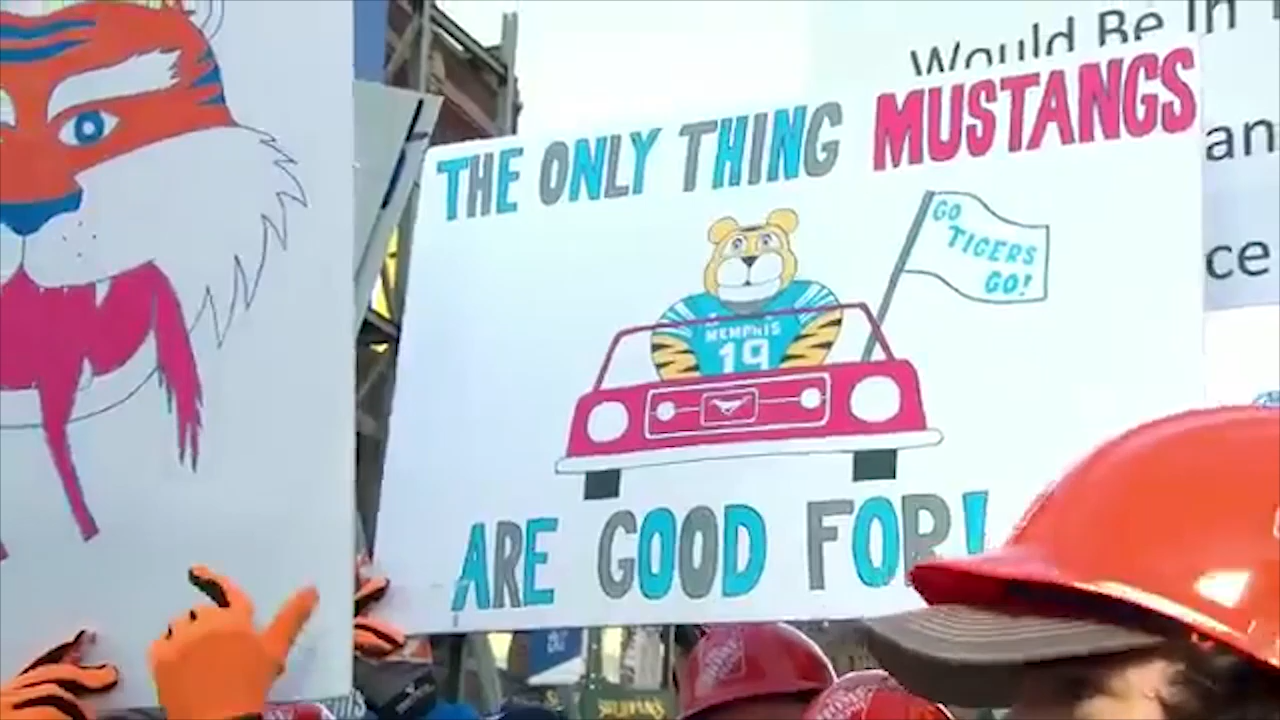 Would Be In
THE ONLY THING MUSTANGS
an
GO
TIGERS
GO!
ce
MEMPHIS
19
ARE GOOD FOR!